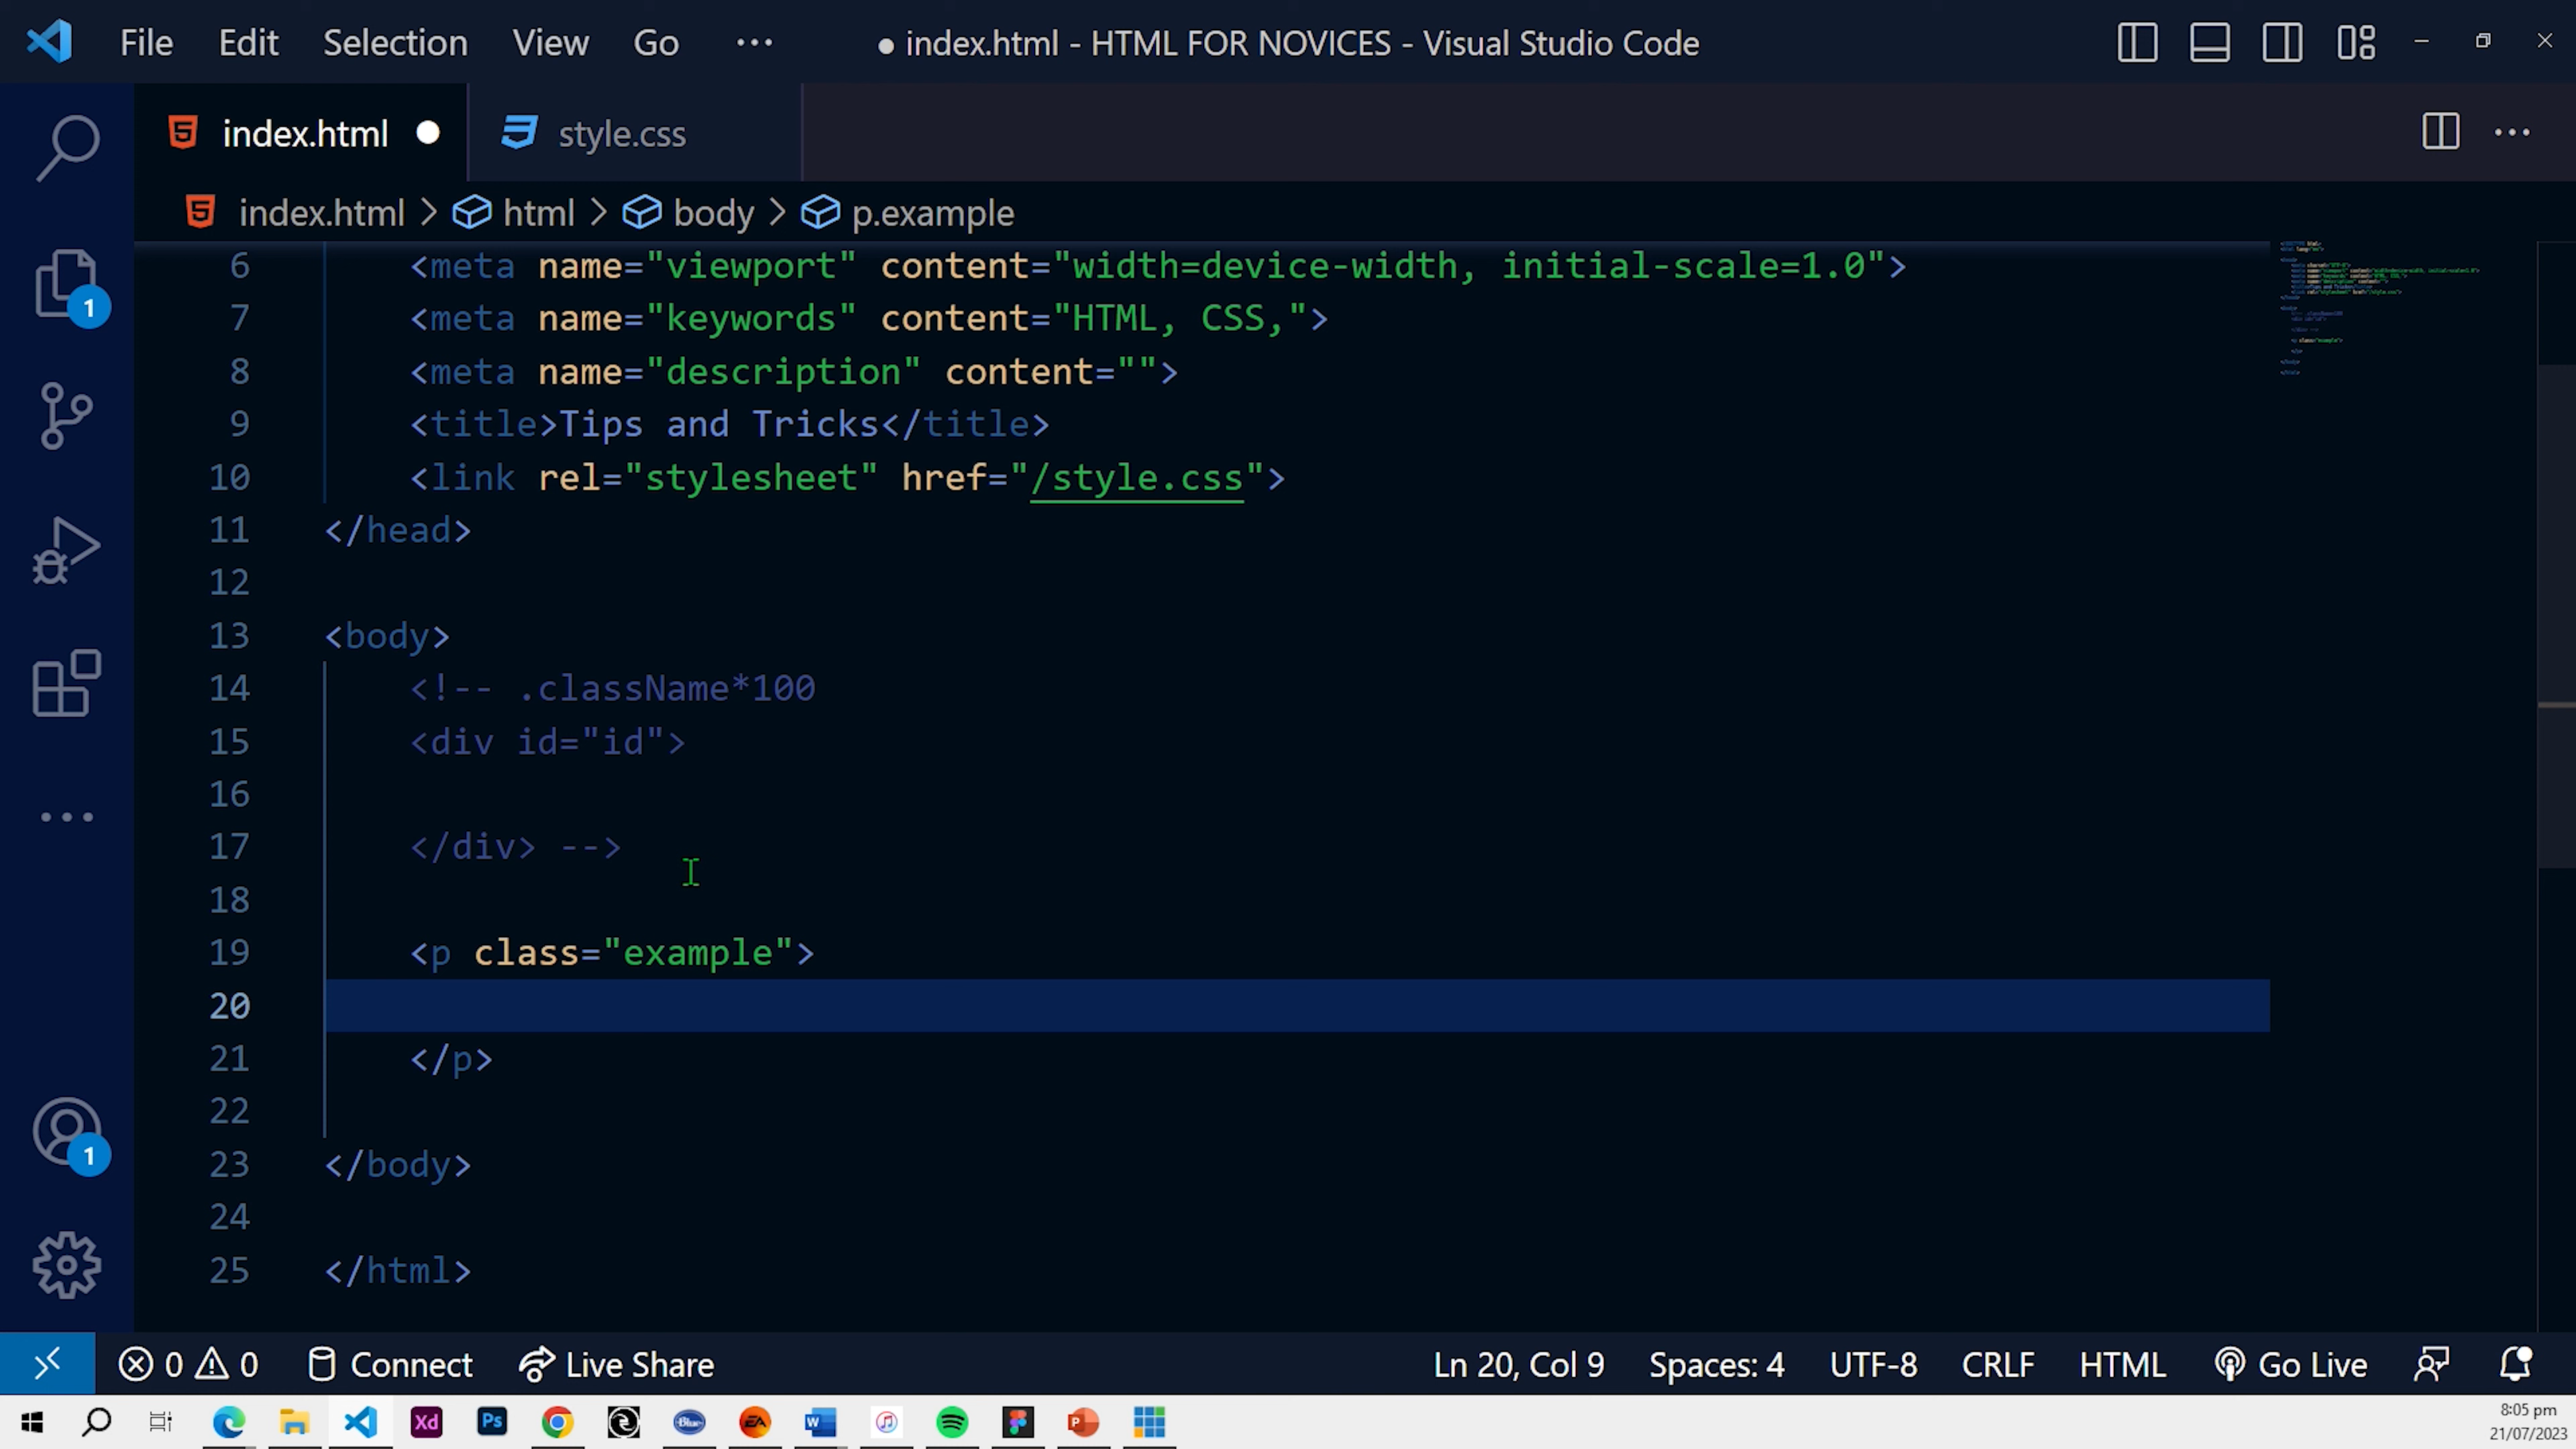 File Edit Selection View Go ··· ● index.html - HTML FOR NOVICES - Visual Studio Code
index.html ● style.css
index.html > html > body > p.example
6 <meta name="viewport" content="width=device-width, initial-scale=1.0">
7 <meta name="keywords" content="HTML, CSS,">
8 <meta name="description" content="">
9 <title>Tips and Tricks</title>
10 <link rel="stylesheet" href="/style.css">
11 </head>
12
13 <body>
14 <!-- .className*100
15 <div id="id">
16
17 </div> -->
18
19 <p class="example">
20
21 </p>
22
23 </body>
24
25 </html>
1
1
0 0 Connect Live Share Ln 20, Col 9 Spaces: 4 UTF-8 CRLF HTML Go Live
Xd Ps Blue EA W P
8:05 pm
21/07/2023